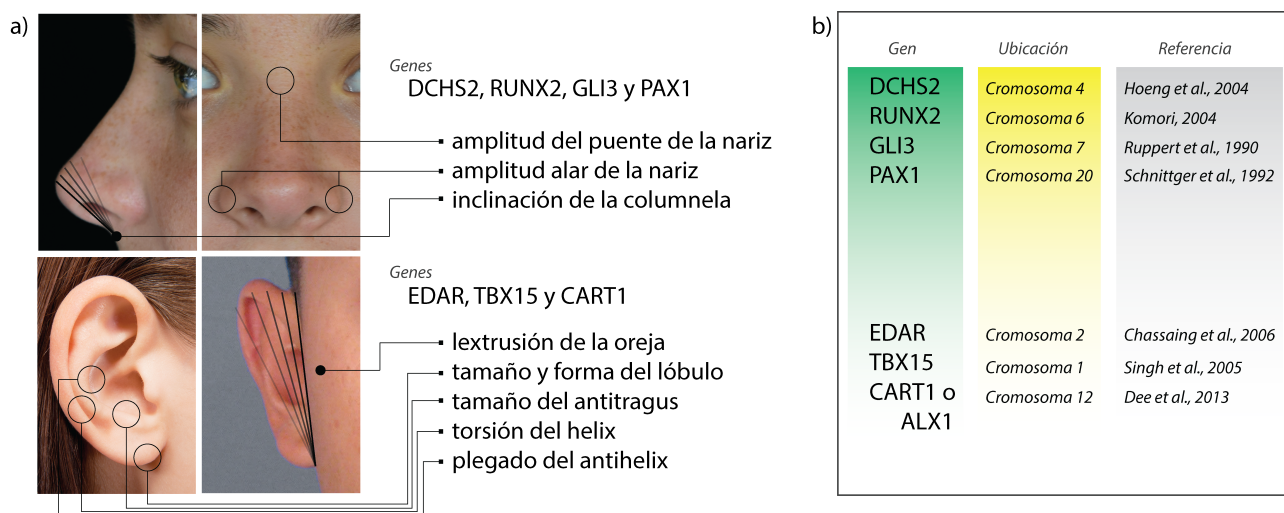 a)
Genes
DCHS2, RUNX2, GLI3 y PAX1
amplitud del puente de la nariz
amplitud alar de la nariz
inclinación de la columnela
Genes
EDAR, TBX15 y CART1
lextrusión de la oreja
tamaño y forma del lóbulo
tamaño del antitragus
torsión del helix
plegado del antihelix
b)
Gen Ubicación Referencia
DCHS2 Cromosoma 4 Hoeng et al., 2004
RUNX2 Cromosoma 6 Komori, 2004
GLI3 Cromosoma 7 Ruppert et al., 1990
PAX1 Cromosoma 20 Schnittger et al., 1992
EDAR Cromosoma 2 Chassaing et al., 2006
TBX15 Cromosoma 1 Singh et al., 2005
CART1 o Cromosoma 12 Dee et al., 2013
ALX1